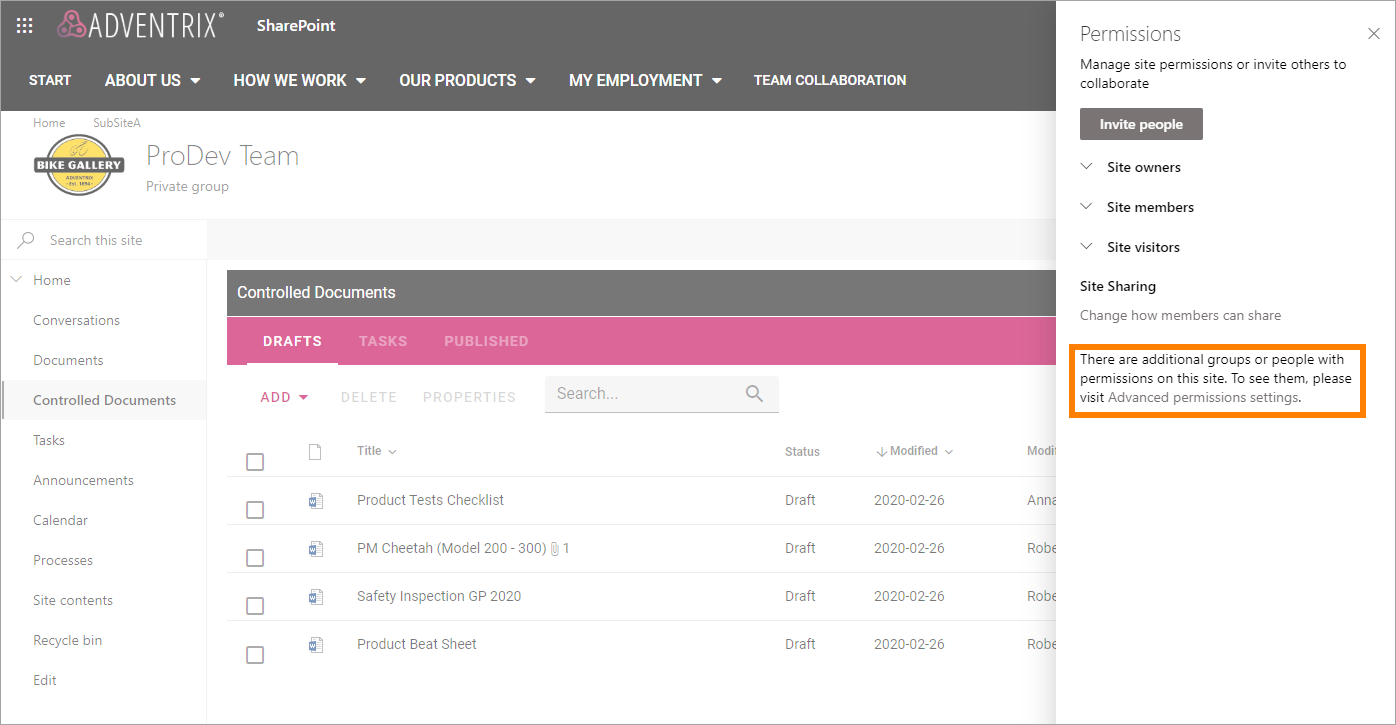 ADVENTRIX® SharePoint
START ABOUT US HOW WE WORK OUR PRODUCTS MY EMPLOYMENT TEAM COLLABORATION
Home SubSiteA
BIKE GALLERY
ADVENTRIX
Est. 1894
ProDev Team
Private group
Search this site
Home
Conversations
Documents
Controlled Documents
Tasks
Announcements
Calendar
Processes
Site contents
Recycle bin
Edit
Controlled Documents
DRAFTS TASKS PUBLISHED
ADD DELETE PROPERTIES Search...
Title Status Modified Modif
Product Tests Checklist Draft 2020-02-26 Anna
PM Cheetah (Model 200 - 300) 1 Draft 2020-02-26 Robe
Safety Inspection GP 2020 Draft 2020-02-26 Robe
Product Beat Sheet Draft 2020-02-26 Robe
Permissions
Manage site permissions or invite others to
collaborate
Invite people
Site owners
Site members
Site visitors
Site Sharing
Change how members can share
There are additional groups or people with
permissions on this site. To see them, please
visit Advanced permissions settings.